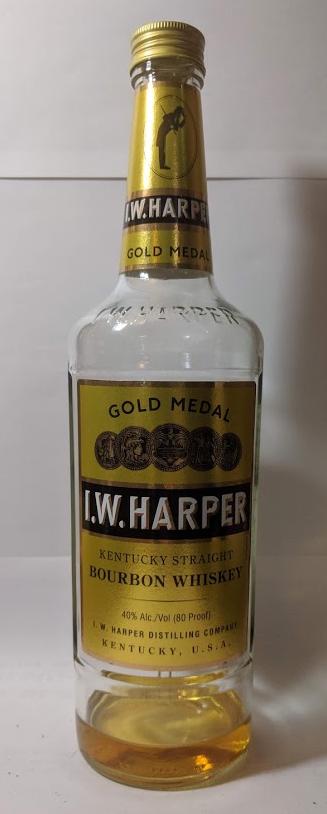 I.W.HARPER
GOLD MEDAL
I.W.HARPER
GOLD MEDAL
I.W.HARPER
KENTUCKY STRAIGHT
BOURBON WHISKEY
40% Alc./Vol (80 Proof)
I. W. HARPER DISTILLING COMPANY
KENTUCKY, U.S.A.